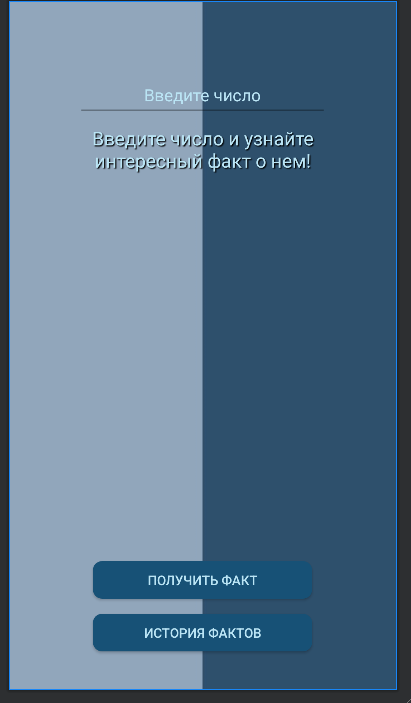 Введите число
Введите число и узнайте
интересный факт о нем!
ПОЛУЧИТЬ ФАКТ
ИСТОРИЯ ФАКТОВ